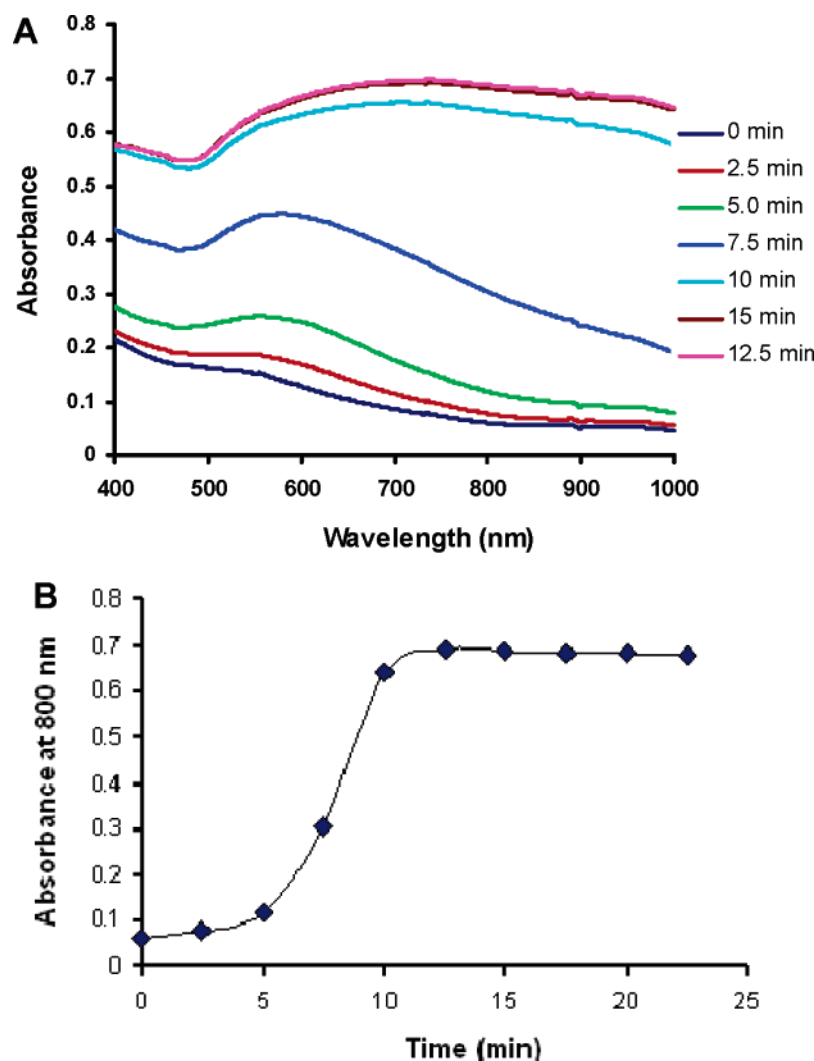 A
0.8
0.7
0.6
0.5
0.4
0.3
0.2
0.1
0
Absorbance
400 500 600 700 800 900 1000
Wavelength (nm)
0 min
2.5 min
5.0 min
7.5 min
10 min
15 min
12.5 min
B
0.8
0.7
0.6
0.5
0.4
0.3
0.2
0.1
0
Absorbance at 800 nm
0 5 10 15 20 25
Time (min)